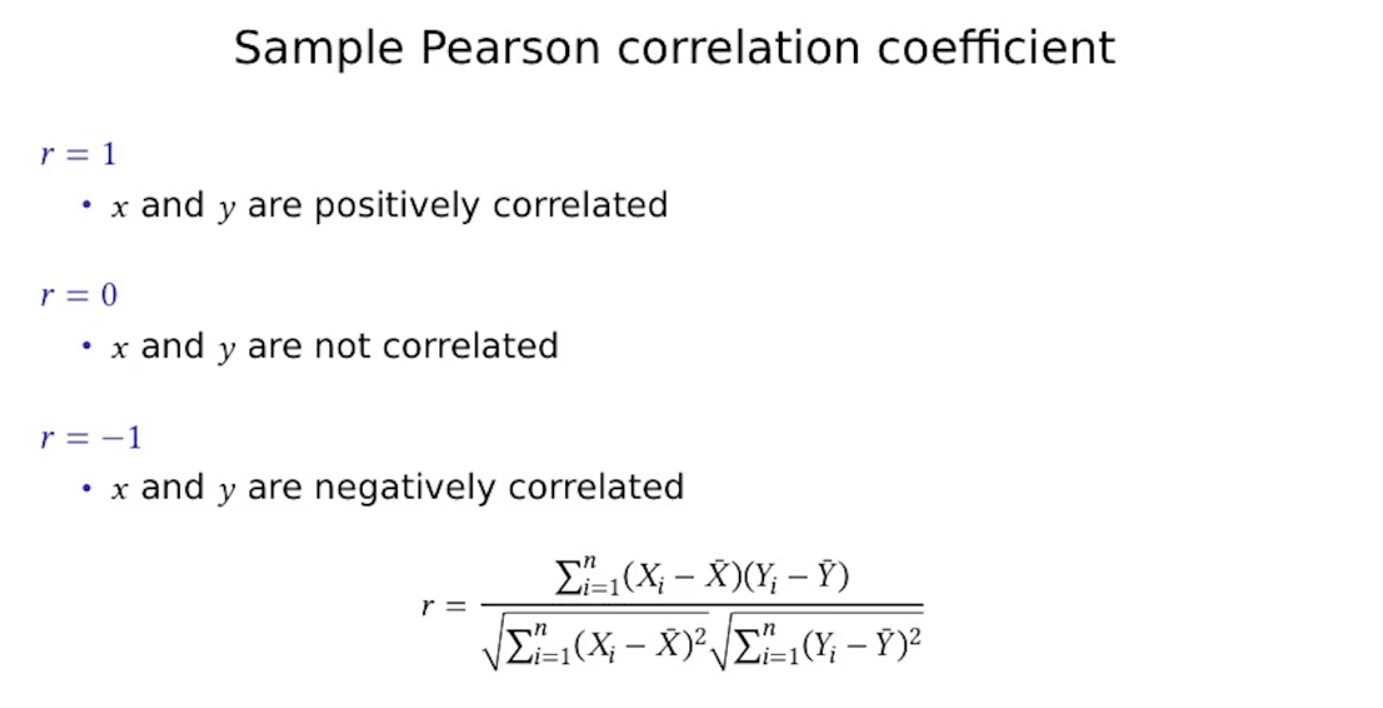 Sample Pearson correlation coefficient
r = 1
• x and y are positively correlated
r = 0
• x and y are not correlated
r = −1
• x and y are negatively correlated
r = \frac{\sum_{i=1}^{n}(X_i − \bar{X})(Y_i − \bar{Y})}{\sqrt{\sum_{i=1}^{n}(X_i − \bar{X})^2}\sqrt{\sum_{i=1}^{n}(Y_i − \bar{Y})^2}}